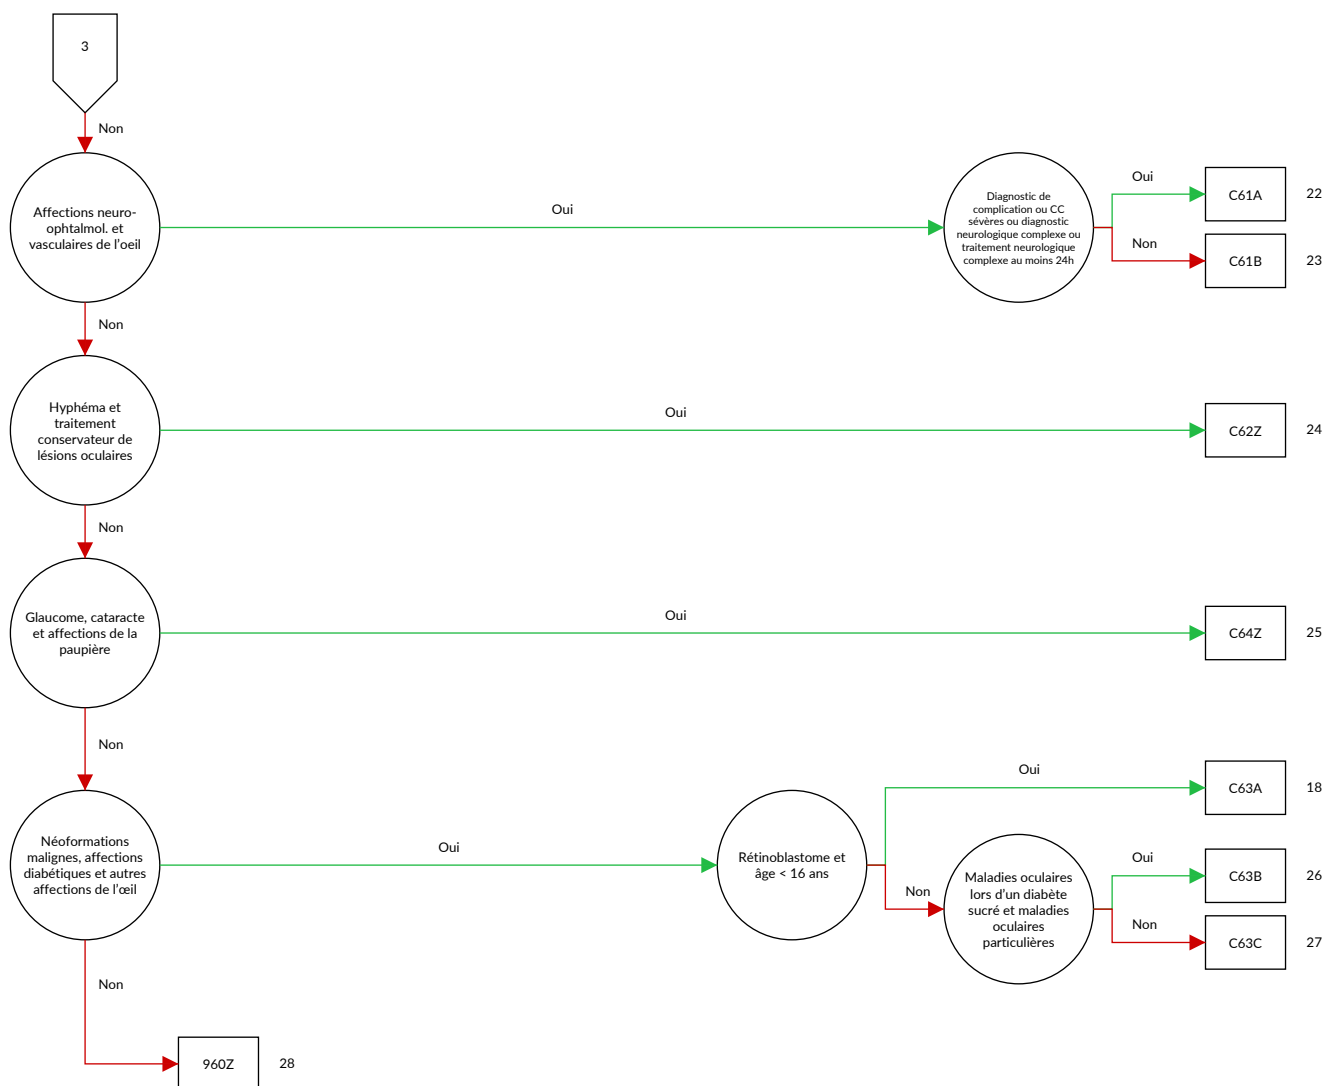 3
Non
Affections neuro-
ophtalmol. et
vasculaires de l'oeil
Oui
Diagnostic de
complication ou CC
sévères ou diagnostic
neurologique complexe ou
traitement neurologique
complexe au moins 24h
Oui
C61A
22
Non
C61B
23
Non
Hyphéma et
traitement
conservateur de
lésions oculaires
Oui
C62Z
24
Non
Glaucome, cataracte
et affections de la
paupière
Oui
C64Z
25
Non
Néoformations
malignes, affections
diabétiques et autres
affections de l'œil
Oui
Rétinoblastome et
âge < 16 ans
Oui
C63A
18
Non
Maladies oculaires
lors d'un diabète
sucré et maladies
oculaires
particulières
Oui
C63B
26
Non
C63C
27
Non
960Z
28